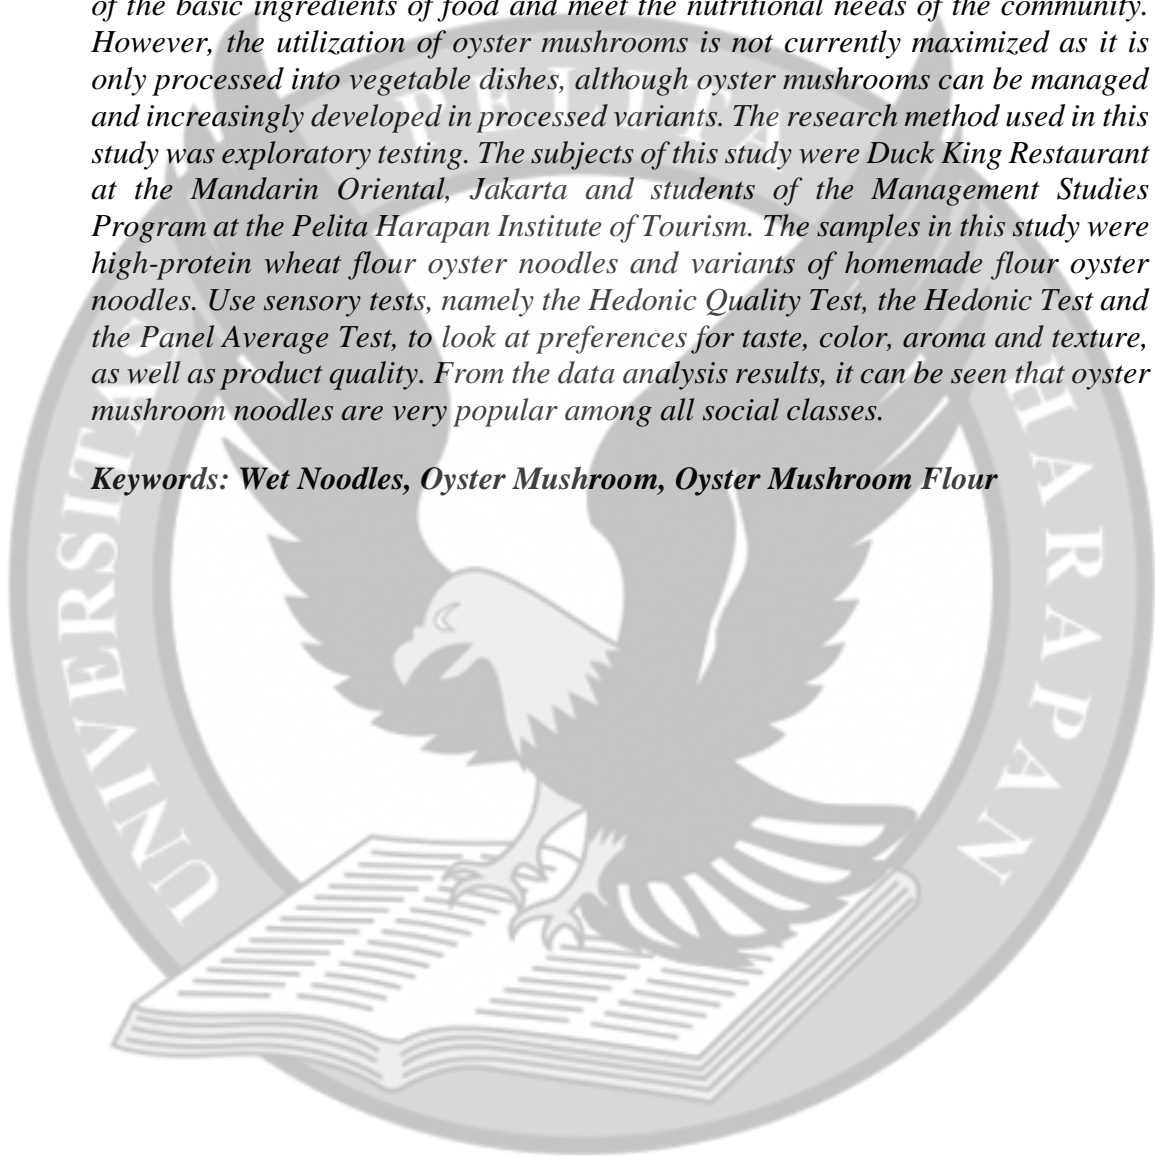 of the basic ingredients of food and meet the nutritional needs of the community.
However, the utilization of oyster mushrooms is not currently maximized as it is
only processed into vegetable dishes, although oyster mushrooms can be managed
and increasingly developed in processed variants. The research method used in this
study was exploratory testing. The subjects of this study were Duck King Restaurant
at the Mandarin Oriental, Jakarta and students of the Management Studies
Program at the Pelita Harapan Institute of Tourism. The samples in this study were
high-protein wheat flour oyster noodles and variants of homemade flour oyster
noodles. Use sensory tests, namely the Hedonic Quality Test, the Hedonic Test and
the Panel Average Test, to look at preferences for taste, color, aroma and texture,
as well as product quality. From the data analysis results, it can be seen that oyster
mushroom noodles are very popular among all social classes.
Keywords: Wet Noodles, Oyster Mushroom, Oyster Mushroom Flour
UNIVERSITAS
PELITA
HARAPAN